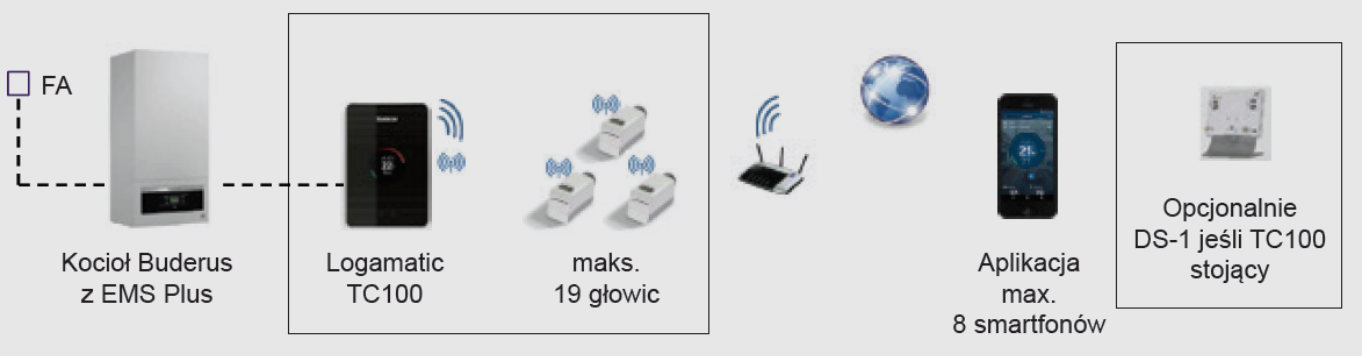 FA
Kocioł Buderus
z EMS Plus
Logamatic
TC100
maks.
19 głowic
Aplikacja
max.
8 smartfonów
Opcjonalnie
DS-1 jeśli TC100
stojący